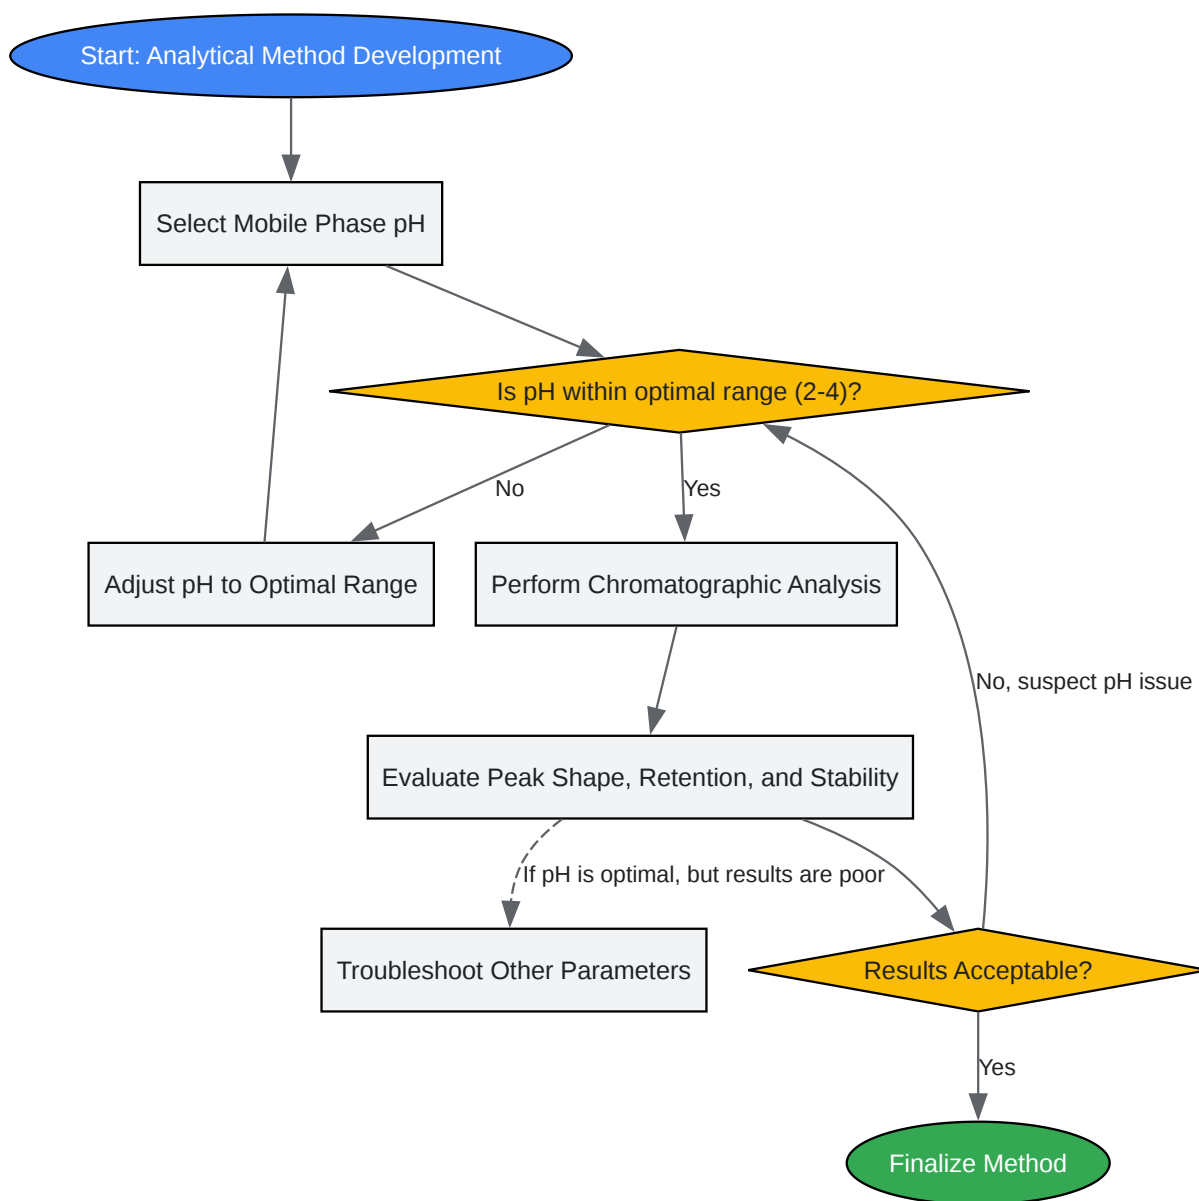 Start: Analytical Method Development
Select Mobile Phase pH
Is pH within optimal range (2-4)?
No
Yes
Adjust pH to Optimal Range
Perform Chromatographic Analysis
No, suspect pH issue
Evaluate Peak Shape, Retention, and Stability
If pH is optimal, but results are poor
Troubleshoot Other Parameters
Results Acceptable?
Yes
Finalize Method